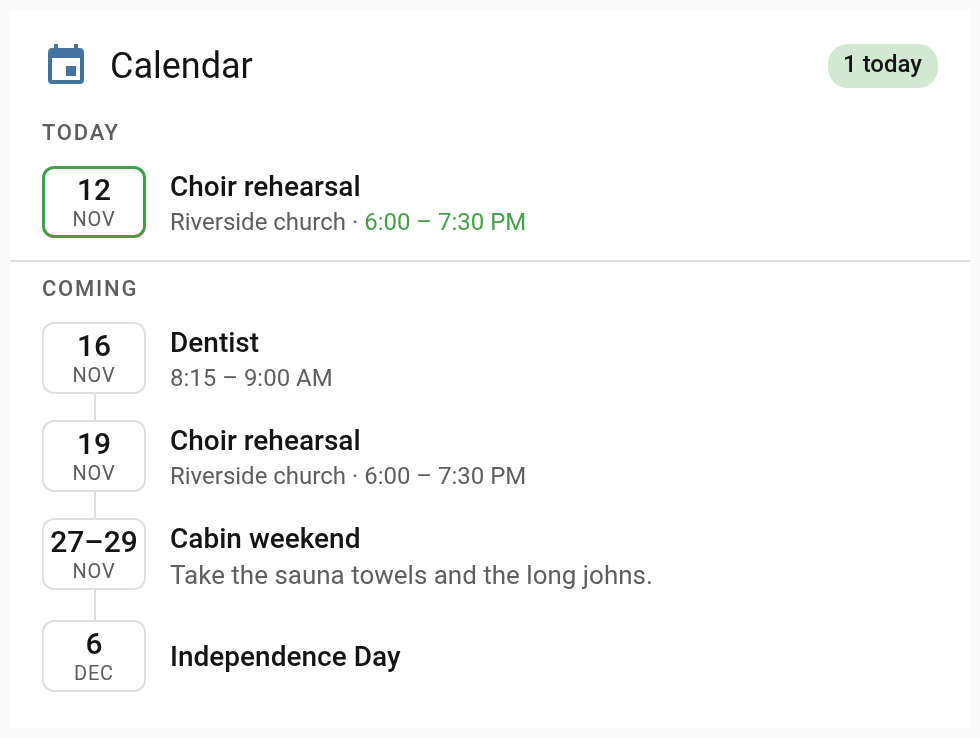 Calendar
1 today
TODAY
12
NOV
Choir rehearsal
Riverside church · 6:00 – 7:30 PM
COMING
16
NOV
Dentist
8:15 – 9:00 AM
19
NOV
Choir rehearsal
Riverside church · 6:00 – 7:30 PM
27–29
NOV
Cabin weekend
Take the sauna towels and the long johns.
6
DEC
Independence Day